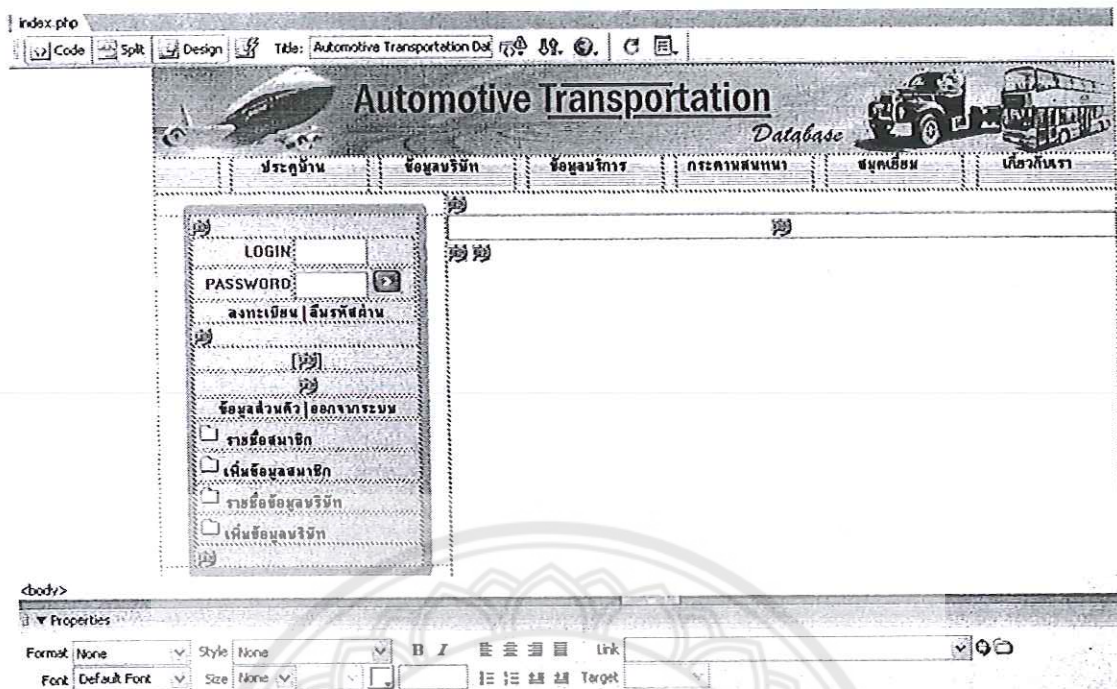 index.php
Code Split Design Title: Automotive Transportation Dat
Automotive Transportation
Database
ประตูบ้าน ข้อมูลบริษัท ข้อมูลบริการ กระดานสนทนา สมุดเยี่ยม เกี่ยวกับเรา
LOGIN
PASSWORD
ลงทะเบียน | ลืมรหัสผ่าน
ข้อมูลส่วนตัว | ออกจากระบบ
รายชื่อสมาชิก
เพิ่มข้อมูลสมาชิก
รายชื่อข้อมูลบริษัท
เพิ่มข้อมูลบริษัท
<body>
Properties
Format None Style None B I Link
Font Default Font Size None Target